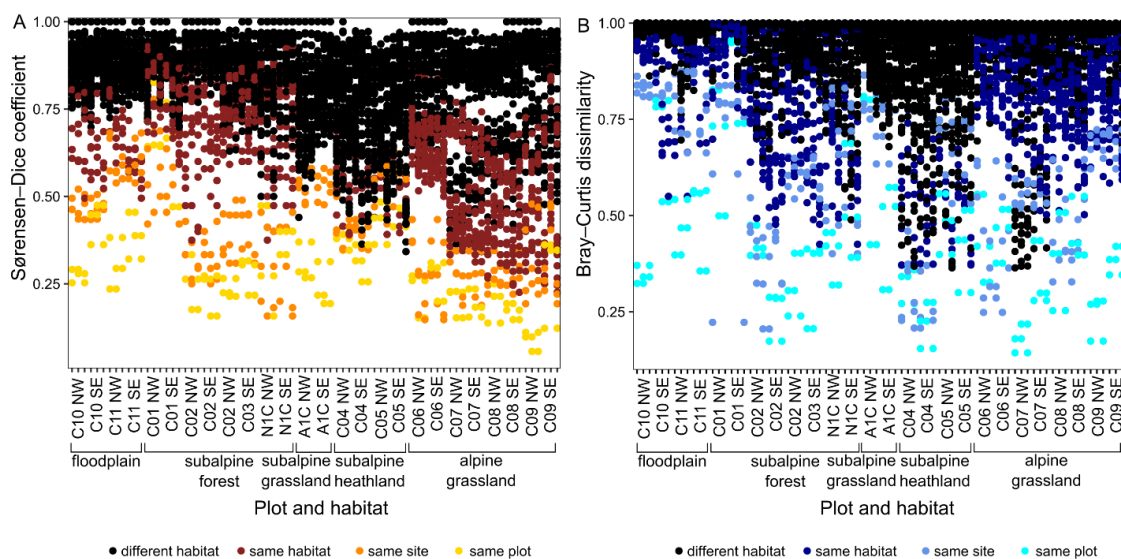 A
Sørensen–Dice coefficient
1.00
0.75
0.50
0.25
C10 NW
C10 SE
C11 NW
C11 SE
C01 NW
C01 SE
C02 NW
C02 SE
C02 NW
C03 SE
N1C NW
N1C SE
A1C NW
A1C SE
C04 NW
C04 SE
C05 NW
C05 SE
C06 NW
C06 SE
C07 NW
C07 SE
C08 NW
C08 SE
C09 NW
C09 SE
floodplain
subalpine
forest
subalpine
grassland
subalpine
heathland
alpine
grassland
Plot and habitat
different habitat same habitat same site same plot
B
Bray–Curtis dissimilarity
1.00
0.75
0.50
0.25
C10 NW
C10 SE
C11 NW
C11 SE
C01 NW
C01 SE
C02 NW
C02 SE
C02 NW
C03 SE
N1C NW
N1C SE
A1C NW
A1C SE
C04 NW
C04 SE
C05 NW
C05 SE
C06 NW
C06 SE
C07 NW
C07 SE
C08 NW
C08 SE
C09 NW
C09 SE
floodplain
subalpine
forest
subalpine
grassland
subalpine
heathland
alpine
grassland
Plot and habitat
different habitat same habitat same site same plot